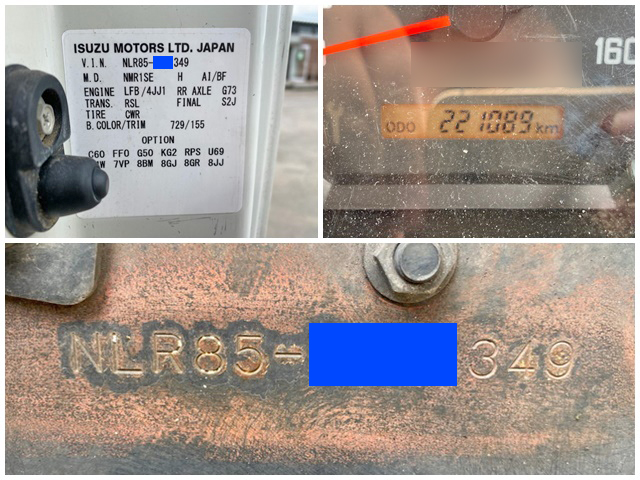 ISUZU MOTORS LTD. JAPAN
V.I.N. NLR85- 349
M.D. NMR1SE H AI/BF
ENGINE LFB/4JJ1 RR AXLE G73
TRANS. RSL FINAL S2J
TIRE CWR
B.COLOR/TRIM 729/155
OPTION
C60 FF0 G50 KG2 RPS U69
7VP 8BM 8GJ 8GR 8JJ
160
ODO 221089 km
NLR85- 349